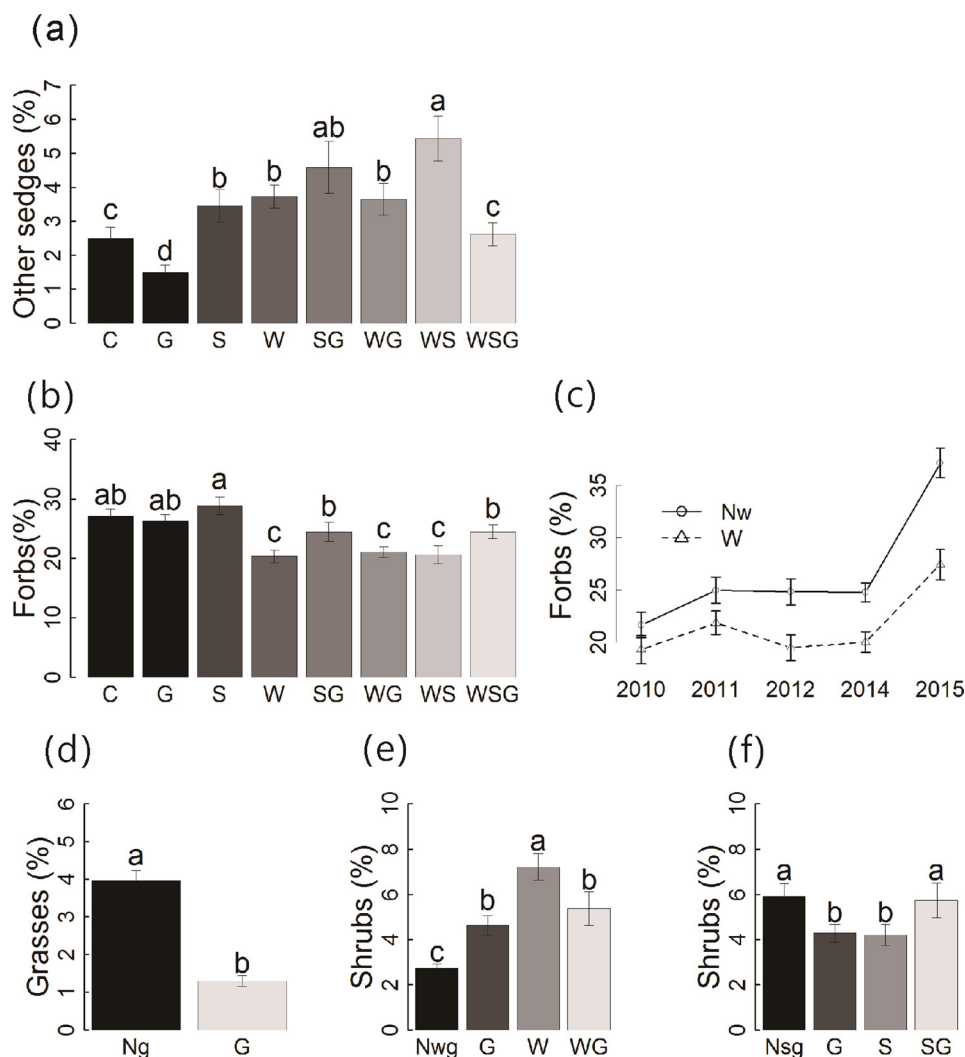 (a)
Other sedges (%)
0 1 2 3 4 5 6 7
c d b b ab b a c
C G S W SG WG WS WSG
(b)
Forbs(%)
0 10 20 30 40
ab ab a c b c c b
C G S W SG WG WS WSG
(c)
Forbs (%)
20 25 30 35
Nw
W
2010 2011 2012 2014 2015
(d)
Grasses (%)
0 1 2 3 4 5 6
a b
Ng G
(e)
Shrubs (%)
0 2 4 6 8 10
c b a b
Nwg G W WG
(f)
Shrubs (%)
0 2 4 6 8 10
a b b a
Nsg G S SG